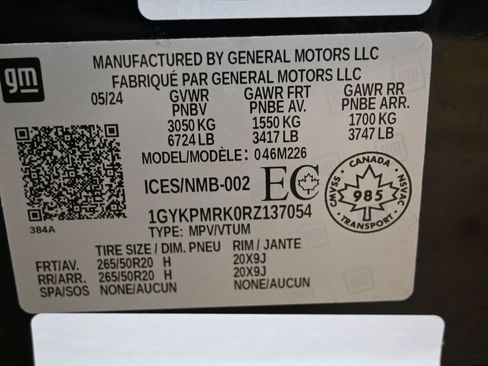 gm
MANUFACTURED BY GENERAL MOTORS LLC
FABRIQUÉ PAR GENERAL MOTORS LLC
05/24 GVWR GAWR FRT GAWR RR
PNBV PNBE AV. PNBE ARR.
3050 KG 1550 KG 1700 KG
6724 LB 3417 LB 3747 LB
MODEL/MODÈLE: 046M226
ICES/NMB-002 EC
CANADA CMVSS 985 NSVAC TRANSPORT
1GYKPMRK0RZ137054
384A
TYPE: MPV/VTUM
TIRE SIZE / DIM. PNEU RIM / JANTE
FRT/AV. 265/50R20 H 20X9J
RR/ARR. 265/50R20 H 20X9J
SPA/SOS NONE/AUCUN NONE/AUCUN